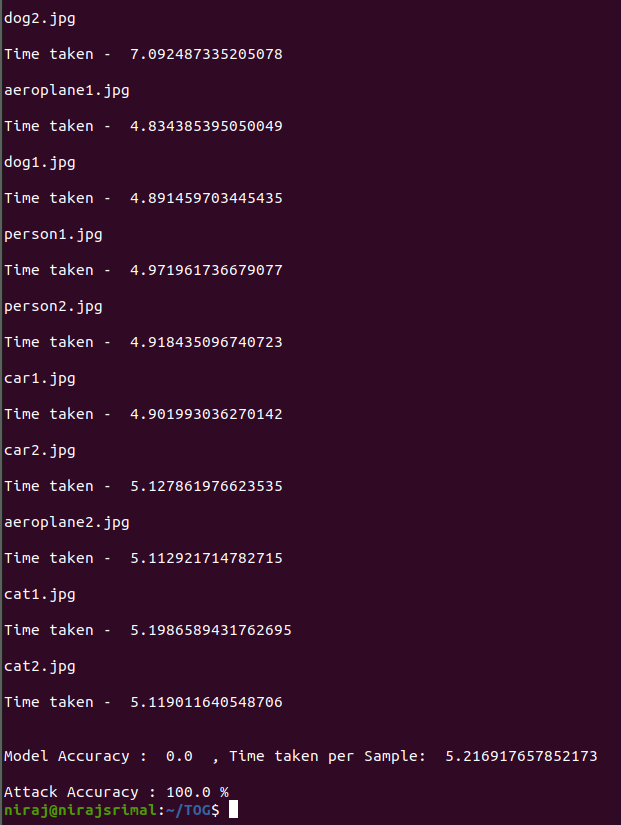 dog2.jpg
Time taken -  7.092487335205078
aeroplane1.jpg
Time taken -  4.834385395050049
dog1.jpg
Time taken -  4.891459703445435
person1.jpg
Time taken -  4.971961736679077
person2.jpg
Time taken -  4.918435096740723
car1.jpg
Time taken -  4.901993036270142
car2.jpg
Time taken -  5.127861976623535
aeroplane2.jpg
Time taken -  5.112921714782715
cat1.jpg
Time taken -  5.1986589431762695
cat2.jpg
Time taken -  5.119011640548706
Model Accuracy :  0.0  , Time taken per Sample:  5.216917657852173
Attack Accuracy : 100.0 %
niraj@nirajsrimal:~/TOG$